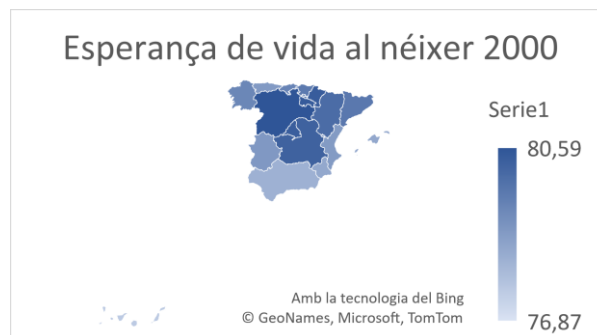 Esperança de vida al néixer 2000
Serie1
80,59
76,87
Amb la tecnologia del Bing
© GeoNames, Microsoft, TomTom